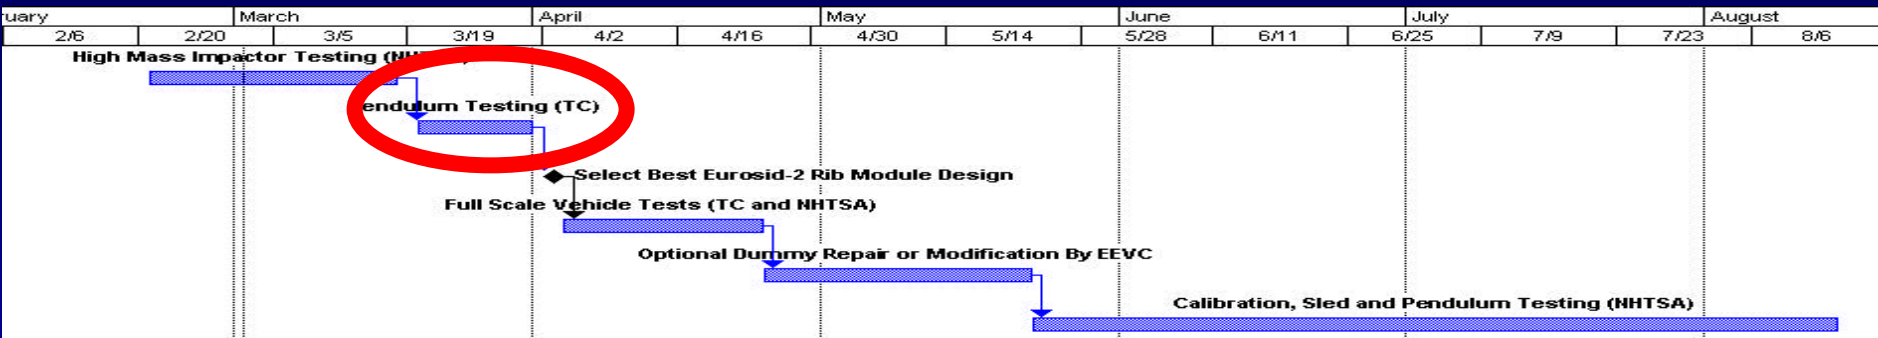 uary March April May June July August
2/6 2/20 3/5 3/19 4/2 4/16 4/30 5/14 5/28 6/11 6/25 7/9 7/23 8/6
High Mass Impactor Testing
endulum Testing (TC)
Select Best Eurosid-2 Rib Module Design
Full Scale Vehicle Tests (TC and NHTSA)
Optional Dummy Repair or Modification By EEVC
Calibration, Sled and Pendulum Testing (NHTSA)